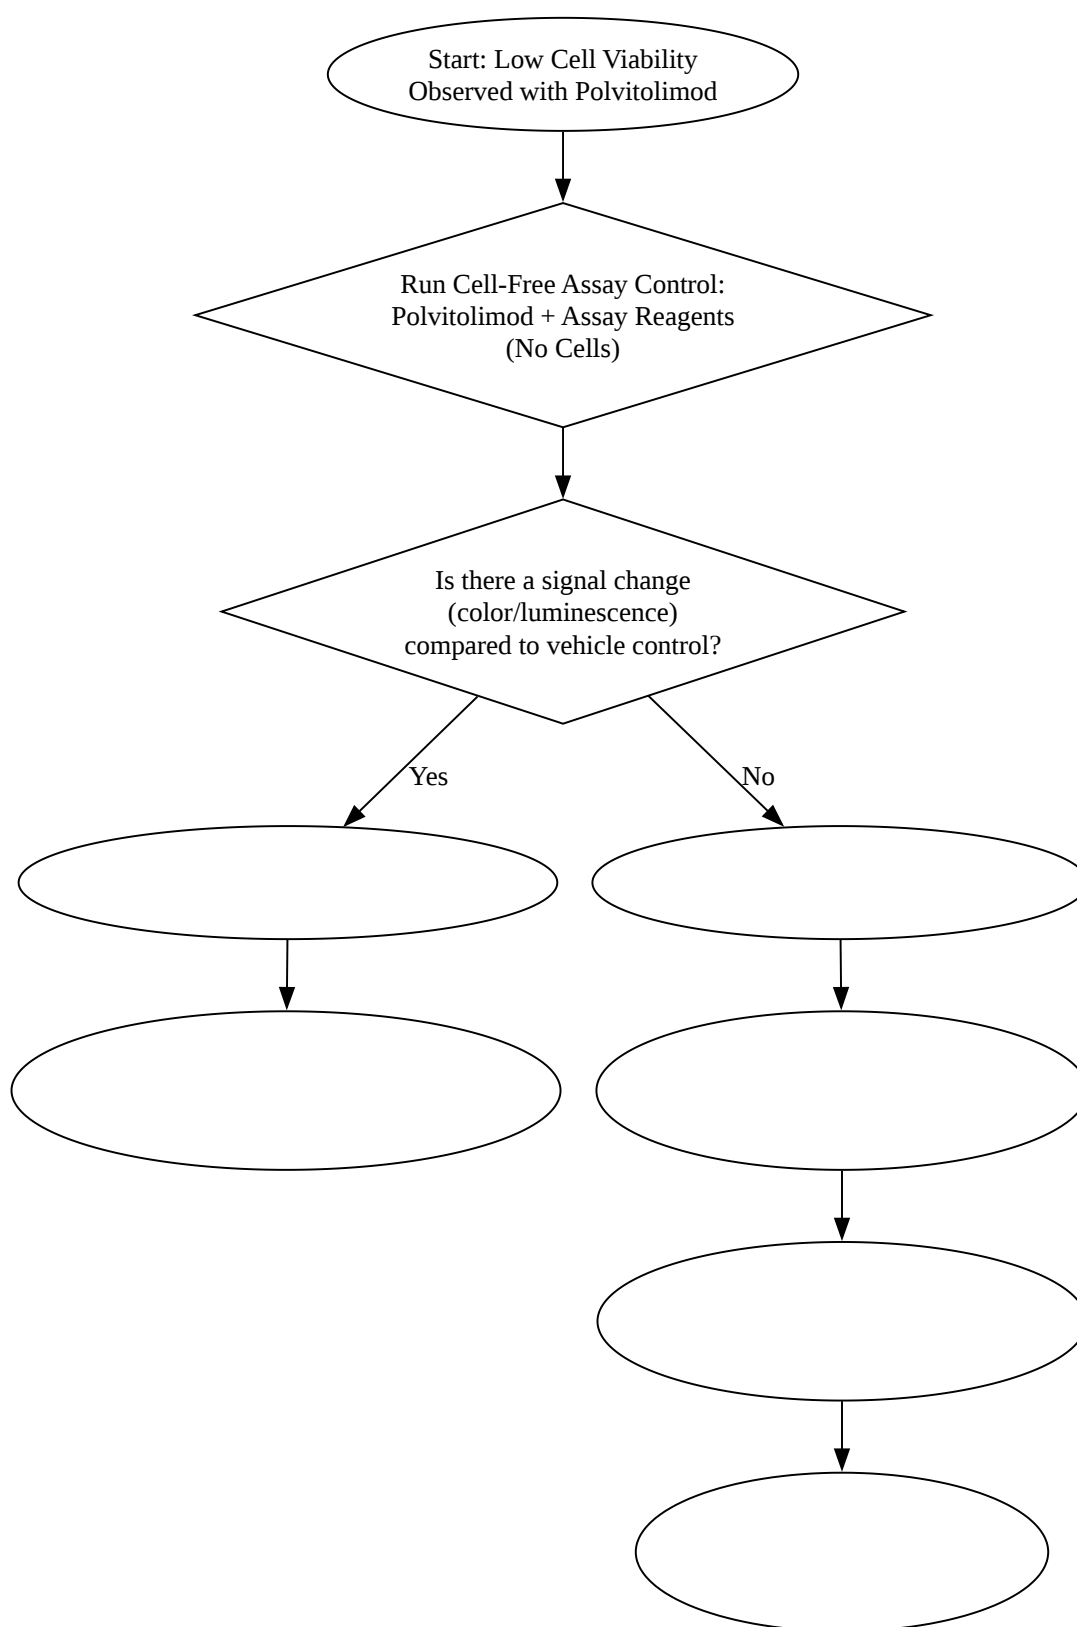 Start: Low Cell Viability
Observed with Polvitolimod
Run Cell-Free Assay Control:
Polvitolimod + Assay Reagents
(No Cells)
Is there a signal change
(color/luminescence)
compared to vehicle control?
Yes
No